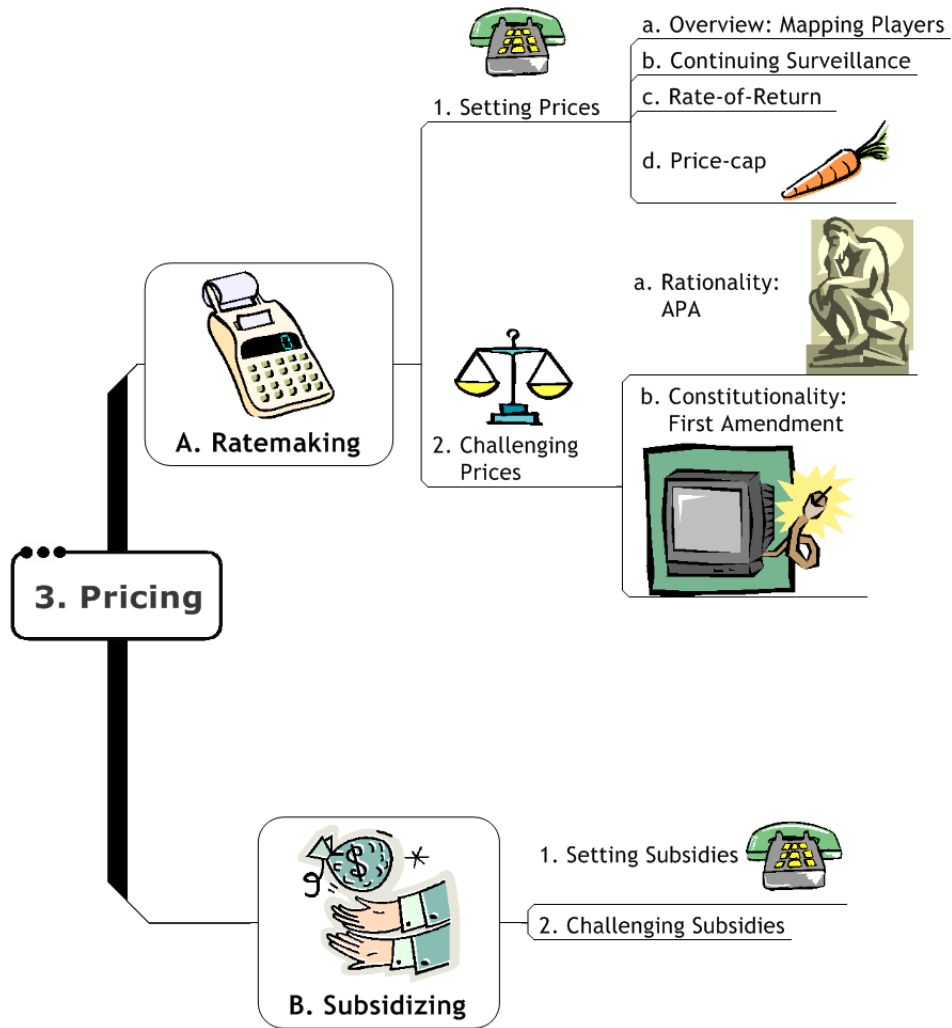 a. Overview: Mapping Players
b. Continuing Surveillance
1. Setting Prices
c. Rate-of-Return
d. Price-cap
a. Rationality:
APA
0
A. Ratemaking
2. Challenging
Prices
b. Constitutionality:
First Amendment
3. Pricing
$
B. Subsidizing
1. Setting Subsidies
2. Challenging Subsidies